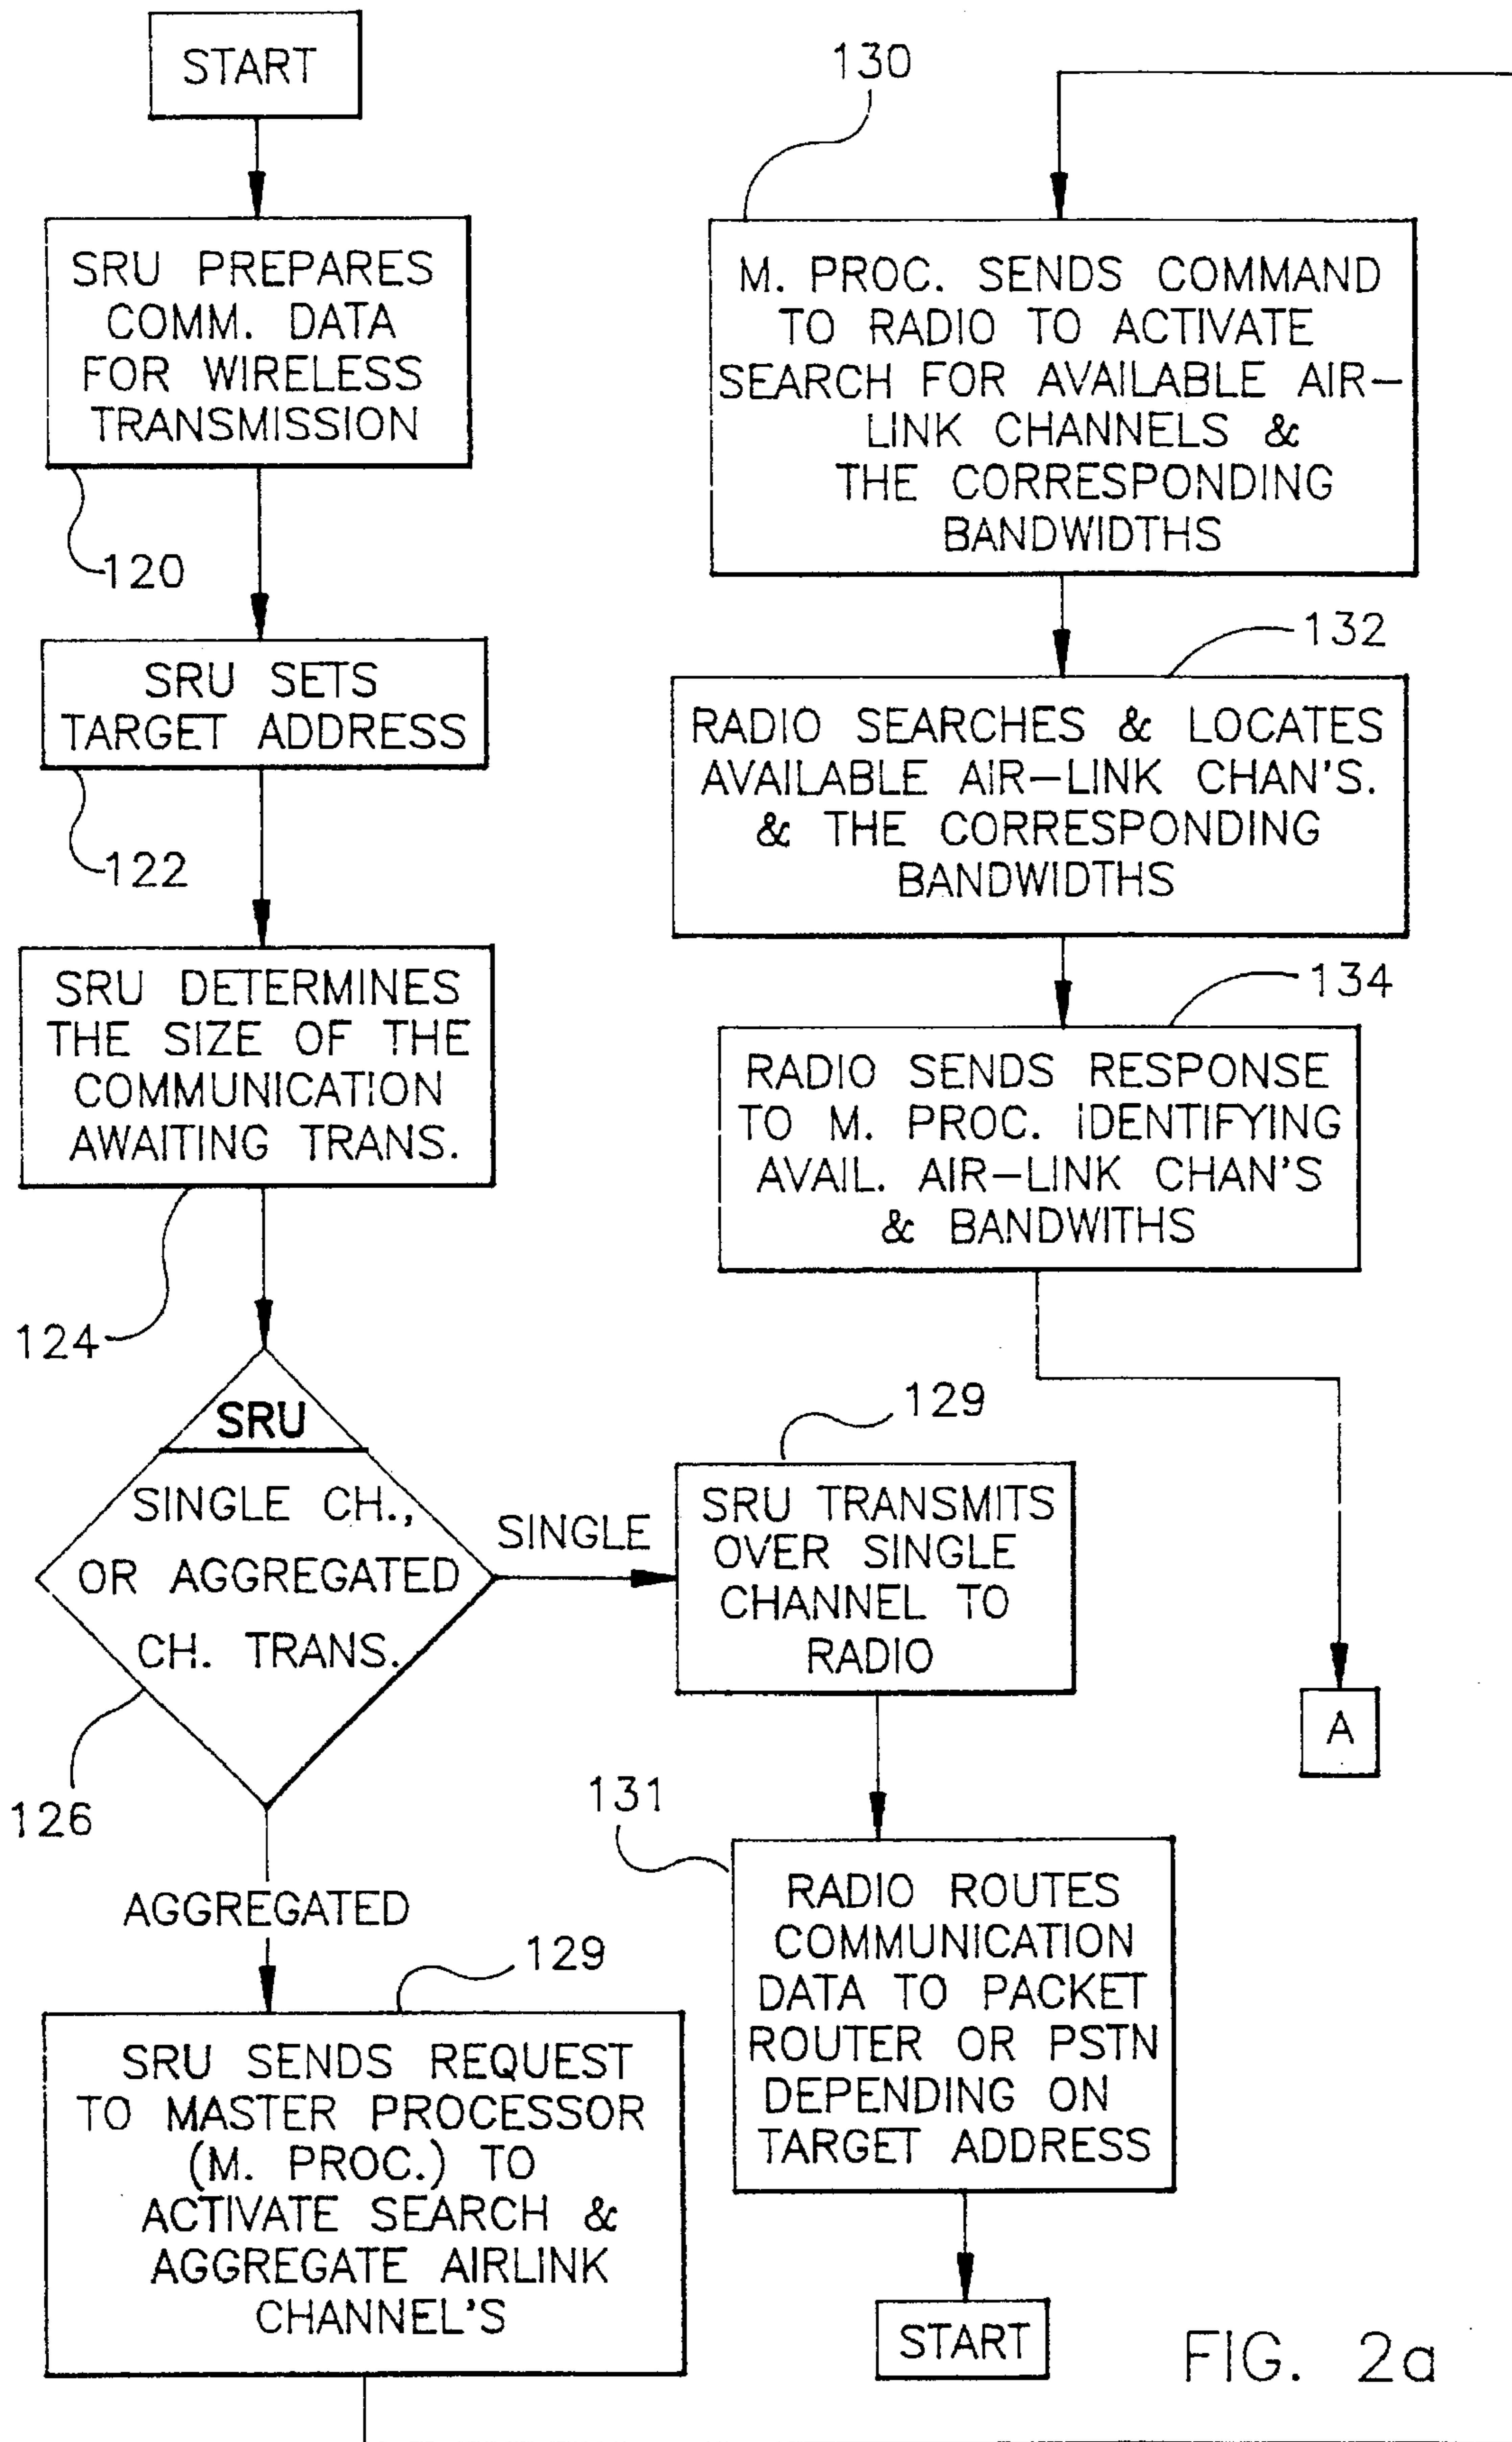 START
SRU PREPARES
COMM. DATA
FOR WIRELESS
TRANSMISSION
120
SRU SETS
TARGET ADDRESS
122
SRU DETERMINES
THE SIZE OF THE
COMMUNICATION
AWAITING TRANS.
124
SRU
SINGLE CH.,
OR AGGREGATED
CH. TRANS.
126
SINGLE
AGGREGATED
129
SRU SENDS REQUEST
TO MASTER PROCESSOR
(M. PROC.) TO
ACTIVATE SEARCH &
AGGREGATE AIRLINK
CHANNEL'S
129
SRU TRANSMITS
OVER SINGLE
CHANNEL TO
RADIO
131
RADIO ROUTES
COMMUNICATION
DATA TO PACKET
ROUTER OR PSTN
DEPENDING ON
TARGET ADDRESS
START
130
M. PROC. SENDS COMMAND
TO RADIO TO ACTIVATE
SEARCH FOR AVAILABLE AIR-
LINK CHANNELS &
THE CORRESPONDING
BANDWIDTHS
132
RADIO SEARCHES & LOCATES
AVAILABLE AIR-LINK CHAN'S.
& THE CORRESPONDING
BANDWIDTHS
134
RADIO SENDS RESPONSE
TO M. PROC. IDENTIFYING
AVAIL. AIR-LINK CHAN'S
& BANDWITHS
A
FIG. 2a